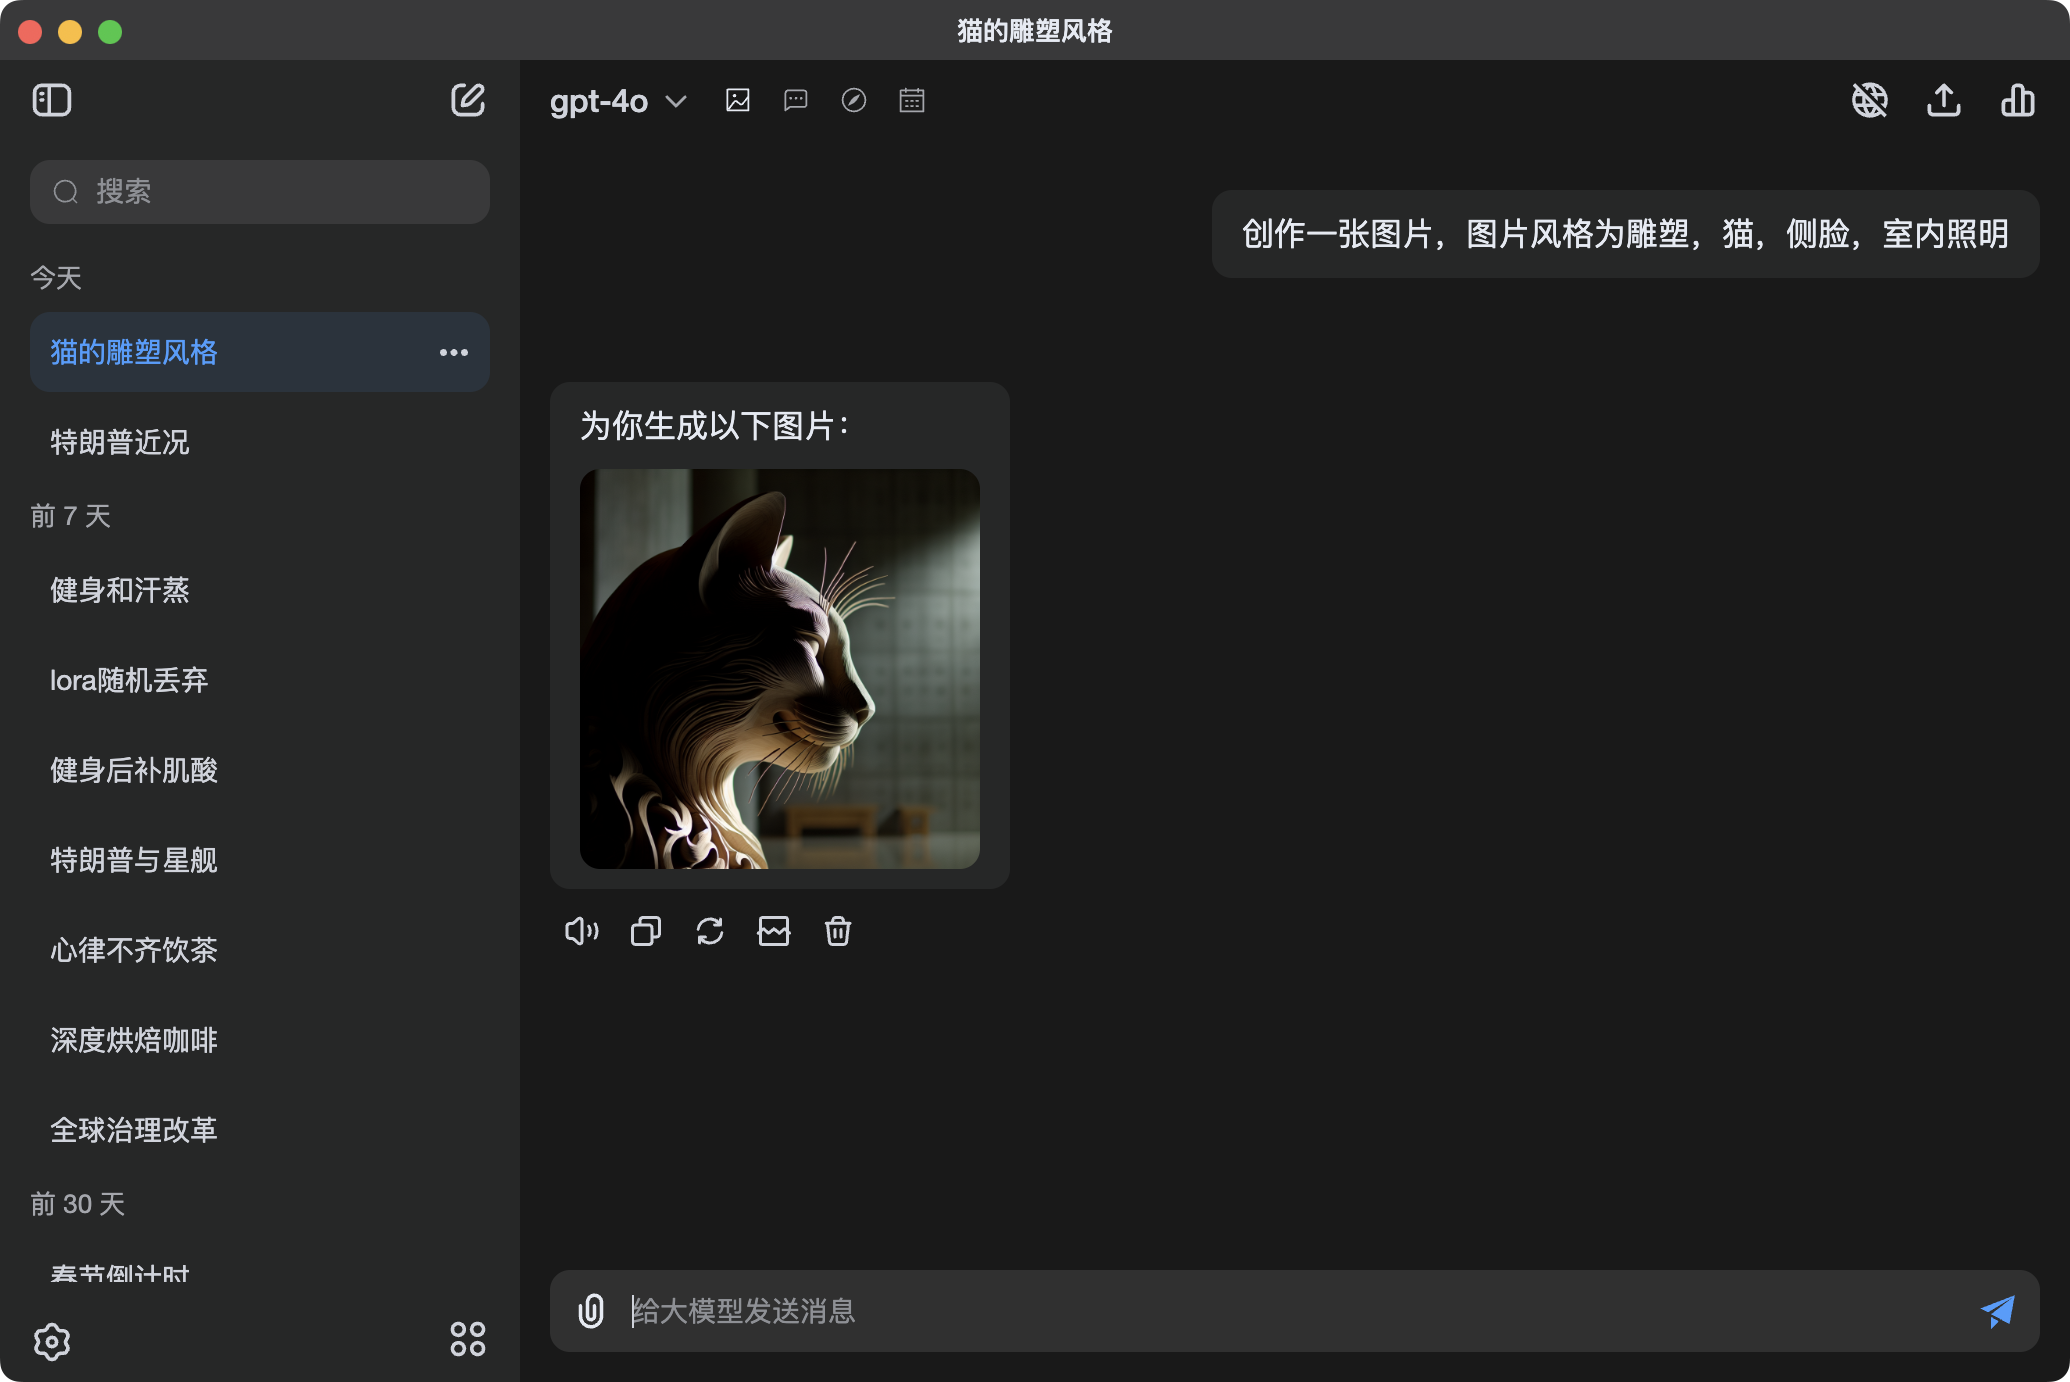 猫的雕塑风格
搜索
今天
猫的雕塑风格
特朗普近况
前 7 天
健身和汗蒸
lora随机丢弃
健身后补肌酸
特朗普与星舰
心律不齐饮茶
深度烘焙咖啡
全球治理改革
前 30 天
春节倒计时
gpt-4o
创作一张图片，图片风格为雕塑，猫，侧脸，室内照明
为你生成以下图片：
给大模型发送消息